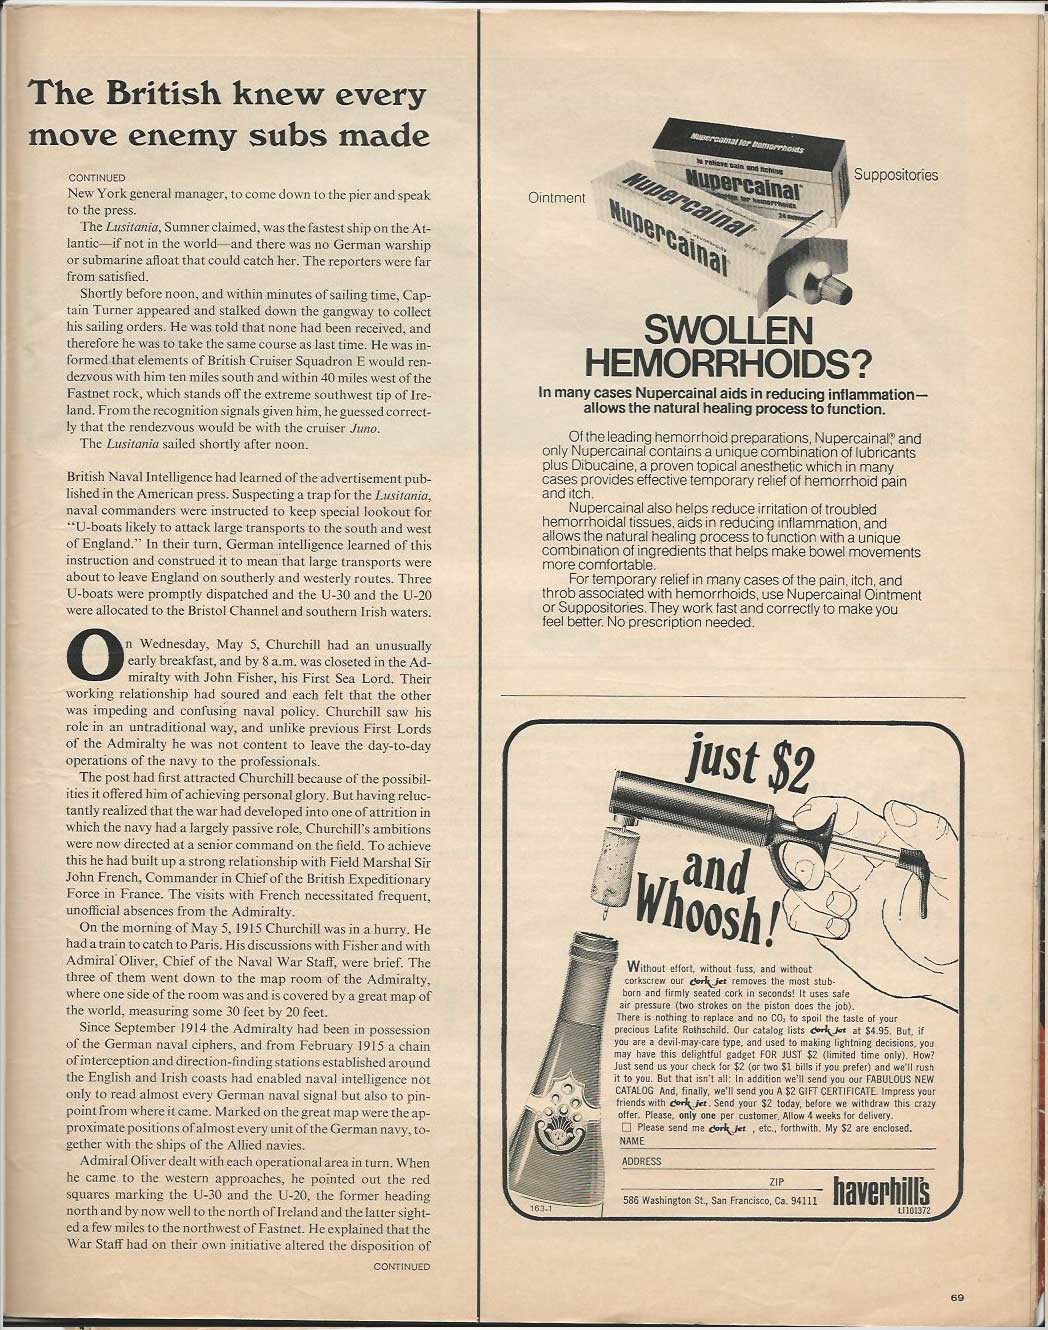 The British knew every
move enemy subs made
CONTINUED
New York general manager, to come down to the pier and speak
to the press.
The Lusitania, Sumner claimed, was the fastest ship on the At-
lantic—if not in the world—and there was no German warship
or submarine afloat that could catch her. The reporters were far
from satisfied.
Shortly before noon, and within minutes of sailing time, Cap-
tain Turner appeared and stalked down the gangway to collect
his sailing orders. He was told that none had been received, and
therefore he was to take the same course as last time. He was in-
formed that elements of British Cruiser Squadron E would ren-
dezvous with him ten miles south and within 40 miles west of the
Fastnet rock, which stands off the extreme southwest tip of Ire-
land. From the recognition signals given him, he guessed correct-
ly that the rendezvous would be with the cruiser Juno.
The Lusitania sailed shortly after noon.
British Naval Intelligence had learned of the advertisement pub-
lished in the American press. Suspecting a trap for the Lusitania,
naval commanders were instructed to keep special lookout for
"U-boats likely to attack large transports to the south and west
of England." In their turn, German intelligence learned of this
instruction and construed it to mean that large transports were
about to leave England on southerly and westerly routes. Three
U-boats were promptly dispatched and the U-30 and the U-20
were allocated to the Bristol Channel and southern Irish waters.
On Wednesday, May 5, Churchill had an unusually
early breakfast, and by 8 a.m. was closeted in the Ad-
miralty with John Fisher, his First Sea Lord. Their
working relationship had soured and each felt that the other
was impeding and confusing naval policy. Churchill saw his
role in an untraditional way, and unlike previous First Lords
of the Admiralty he was not content to leave the day-to-day
operations of the navy to the professionals.
The post had first attracted Churchill because of the possibil-
ities it offered him of achieving personal glory. But having reluc-
tantly realized that the war had developed into one of attrition in
which the navy had a largely passive role, Churchill's ambitions
were now directed at a senior command on the field. To achieve
this he had built up a strong relationship with Field Marshal Sir
John French, Commander in Chief of the British Expeditionary
Force in France. The visits with French necessitated frequent,
unofficial absences from the Admiralty.
On the morning of May 5, 1915 Churchill was in a hurry. He
had a train to catch to Paris. His discussions with Fisher and with
Admiral Oliver, Chief of the Naval War Staff, were brief. The
three of them went down to the map room of the Admiralty,
where one side of the room was and is covered by a great map of
the world, measuring some 30 feet by 20 feet.
Since September 1914 the Admiralty had been in possession
of the German naval ciphers, and from February 1915 a chain
of interception and direction-finding stations established around
the English and Irish coasts had enabled naval intelligence not
only to read almost every German naval signal but also to pin-
point from where it came. Marked on the great map were the ap-
proximate positions of almost every unit of the German navy, to-
gether with the ships of the Allied navies.
Admiral Oliver dealt with each operational area in turn. When
he came to the western approaches, he pointed out the red
squares marking the U-30 and the U-20, the former heading
north and by now well to the north of Ireland and the latter sight-
ed a few miles to the northwest of Fastnet. He explained that the
War Staff had on their own initiative altered the disposition of
CONTINUED
Nupercainal for hemorrhoids
to relieve pain and itching
Nupercainal
Suppositories
Ointment
Nupercainal
Nupercainal
SWOLLEN
HEMORRHOIDS?
In many cases Nupercainal aids in reducing inflammation—
allows the natural healing process to function.
Of the leading hemorrhoid preparations, Nupercainal,® and
only Nupercainal contains a unique combination of lubricants
plus Dibucaine, a proven topical anesthetic which in many
cases provides effective temporary relief of hemorrhoid pain
and itch.
Nupercainal also helps reduce irritation of troubled
hemorrhoidal tissues, aids in reducing inflammation, and
allows the natural healing process to function with a unique
combination of ingredients that helps make bowel movements
more comfortable.
For temporary relief in many cases of the pain, itch, and
throb associated with hemorrhoids, use Nupercainal Ointment
or Suppositories. They work fast and correctly to make you
feel better. No prescription needed.
just $2
and
Whoosh!
Without effort, without fuss, and without
corkscrew our Cork Jet removes the most stub-
born and firmly seated cork in seconds! It uses safe
air pressure (two strokes on the piston does the job).
There is nothing to replace and no CO₂ to spoil the taste of your
precious Lafite Rothschild. Our catalog lists Cork Jet at $4.95. But, if
you are a devil-may-care type, and used to making lightning decisions, you
may have this delightful gadget FOR JUST $2 (limited time only). How?
Just send us your check for $2 (or two $1 bills if you prefer) and we'll rush
it to you. But that isn't all: In addition we'll send you our FABULOUS NEW
CATALOG And, finally, we'll send you A $2 GIFT CERTIFICATE. Impress your
friends with Cork Jet. Send your $2 today, before we withdraw this crazy
offer. Please, only one per customer. Allow 4 weeks for delivery.
□ Please send me Cork Jet , etc., forthwith. My $2 are enclosed.
NAME
ADDRESS
ZIP
586 Washington St., San Francisco, Ca. 94111
haverhill's
LI101372
163-1
69